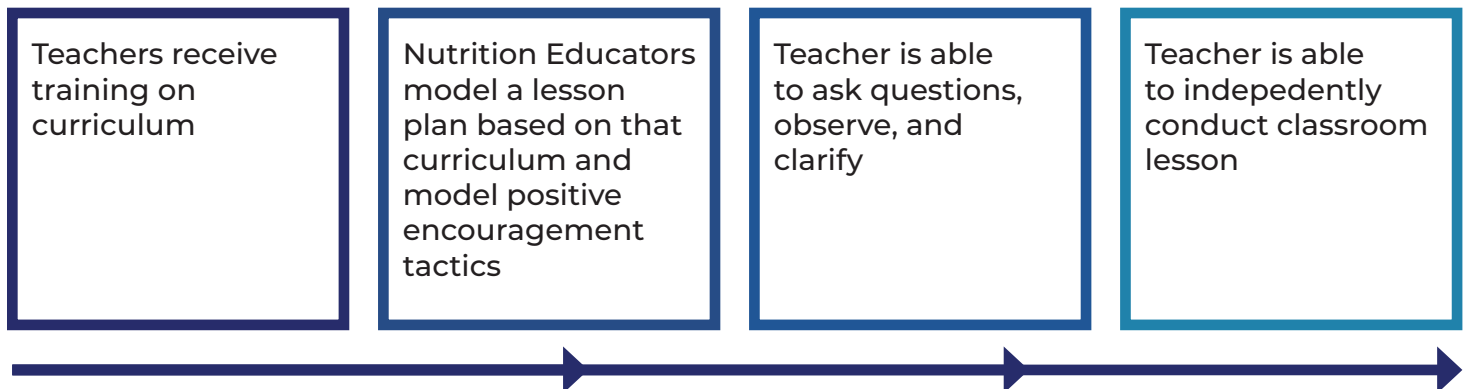 Teachers receive
training on
curriculum
Nutrition Educators
model a lesson
plan based on that
curriculum and
model positive
encouragement
tactics
Teacher is able
to ask questions,
observe, and
clarify
Teacher is able
to indepedently
conduct classroom
lesson